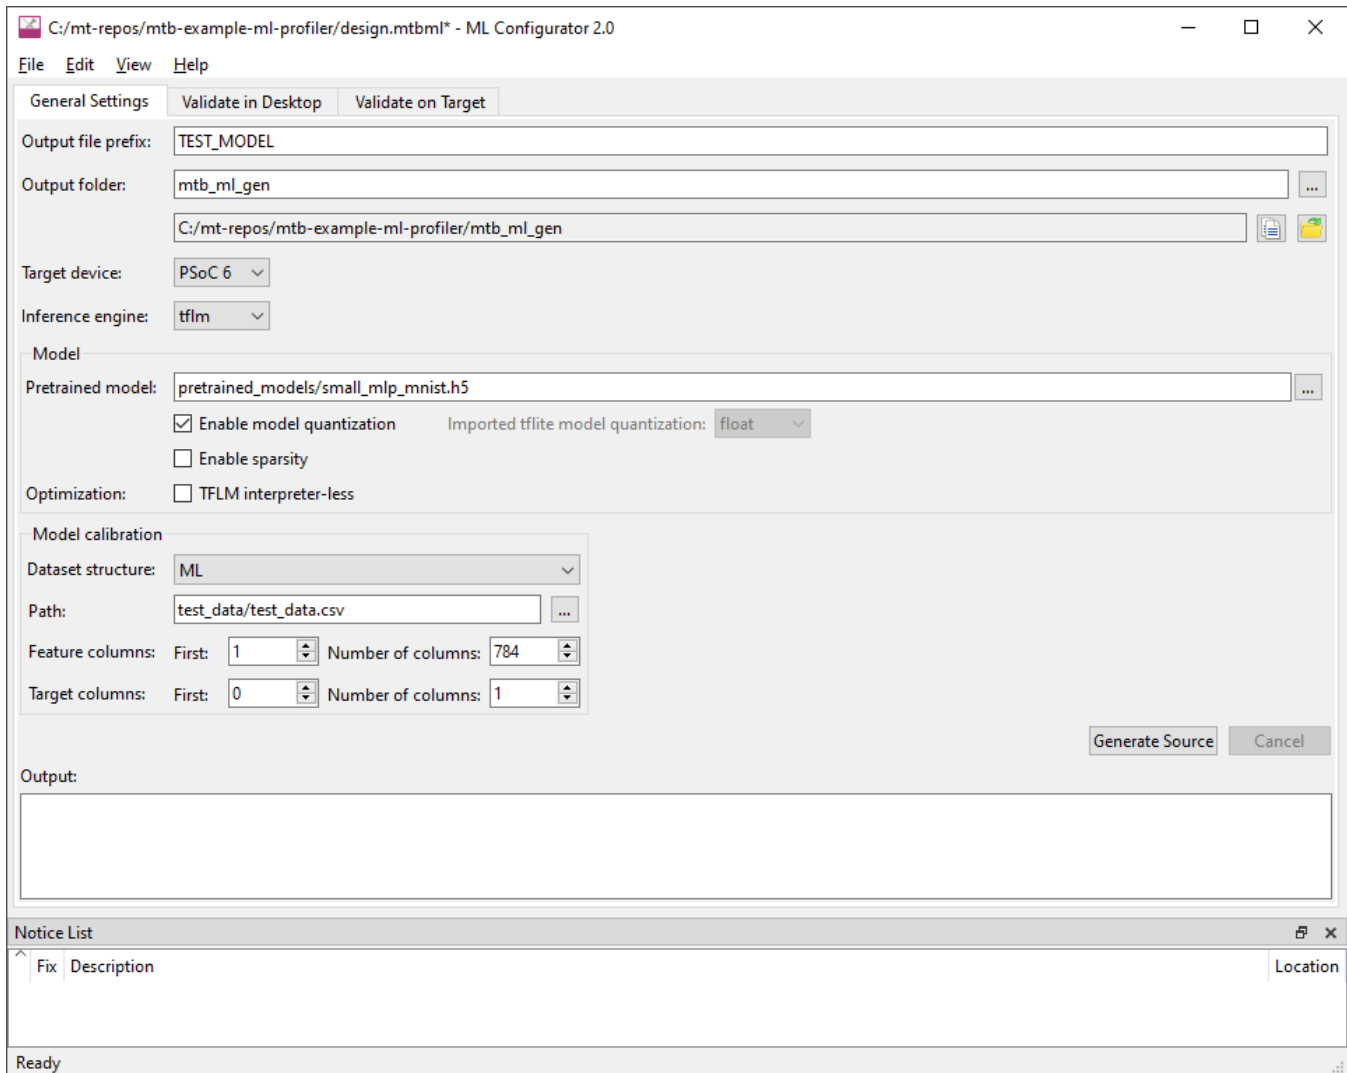 C:/mt-repos/mtb-example-ml-profiler/design.mtbml* - ML Configurator 2.0
File Edit View Help
General Settings Validate in Desktop Validate on Target
Output file prefix: TEST_MODEL
Output folder: mtb_ml_gen ...
C:/mt-repos/mtb-example-ml-profiler/mtb_ml_gen
Target device: PSoC 6
Inference engine: tflm
Model
Pretrained model: pretrained_models/small_mlp_mnist.h5 ...
Enable model quantization Imported tflite model quantization: float
Enable sparsity
Optimization: TFLM interpreter-less
Model calibration
Dataset structure: ML
Path: test_data/test_data.csv ...
Feature columns: First: 1 Number of columns: 784
Target columns: First: 0 Number of columns: 1
Generate Source Cancel
Output:
Notice List
Fix Description Location
Ready